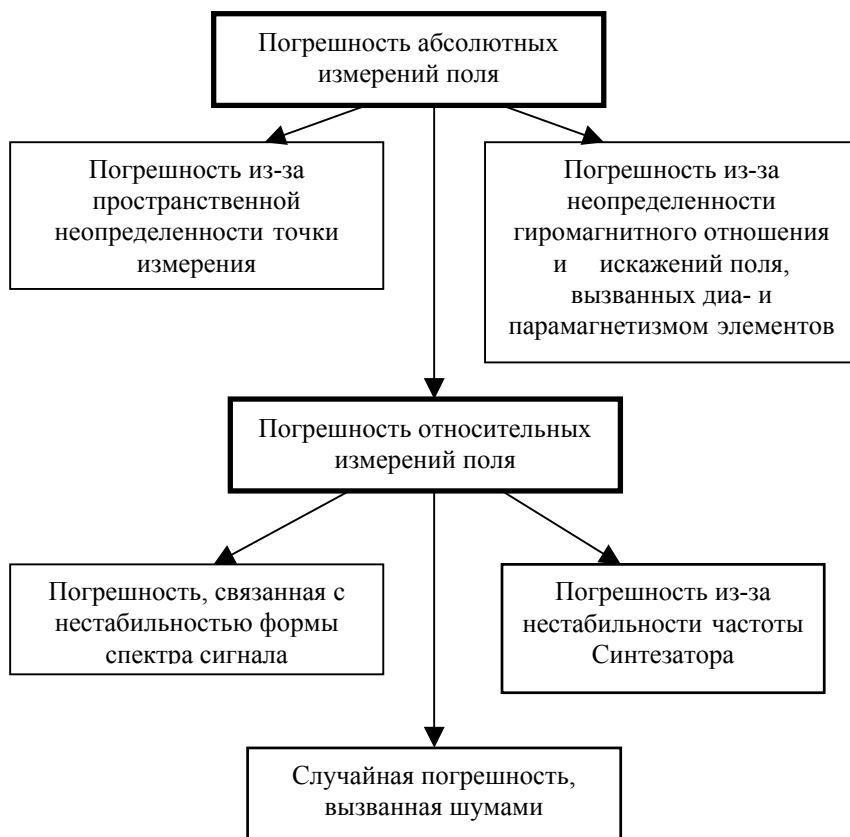 Погрешность абсолютных
измерений поля
Погрешность из-за
пространственной
неопределенности точки
измерения
Погрешность из-за
неопределенности
гиромагнитного отношения
и искажений поля,
вызванных диа- и
парамагнетизмом элементов
Погрешность относительных
измерений поля
Погрешность, связанная с
нестабильностью формы
спектра сигнала
Погрешность из-за
нестабильности частоты
Синтезатора
Случайная погрешность,
вызванная шумами